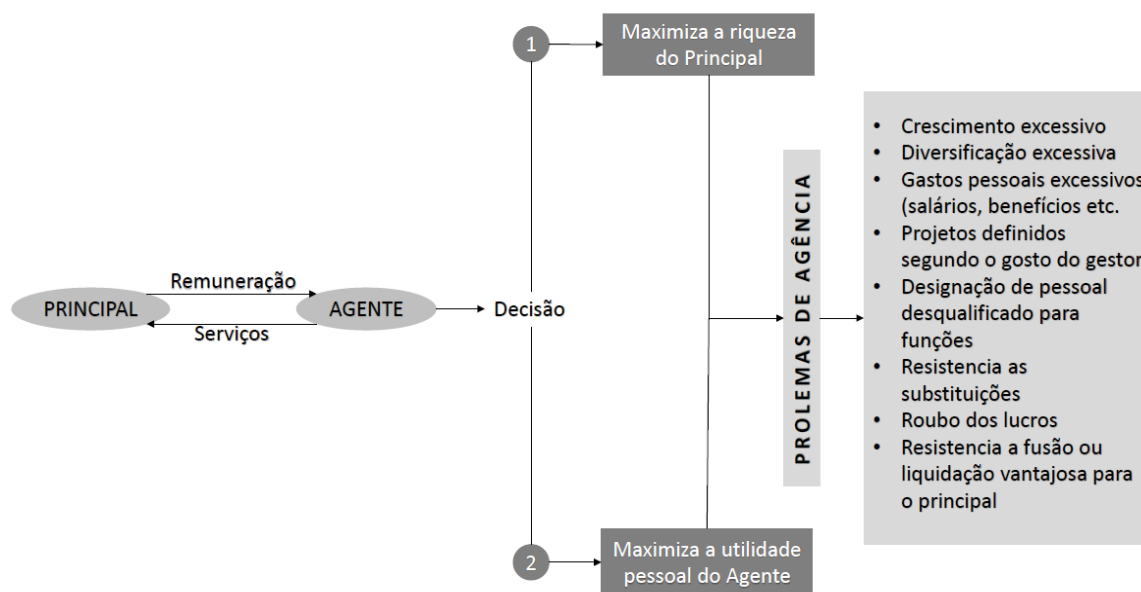 1
Maximiza a riqueza
do Principal
PRINCIPAL
Remuneração
Serviços
AGENTE
Decisão
2
Maximiza a utilidade
pessoal do Agente
PROLEMAS DE AGÊNCIA
• Crescimento excessivo
• Diversificação excessiva
• Gastos pessoais excessivos
(salários, benefícios etc.
• Projetos definidos
segundo o gosto do gestor
• Designação de pessoal
desqualificado para
funções
• Resistencia as
substituições
• Roubo dos lucros
• Resistencia a fusão ou
liquidação vantajosa para
o principal